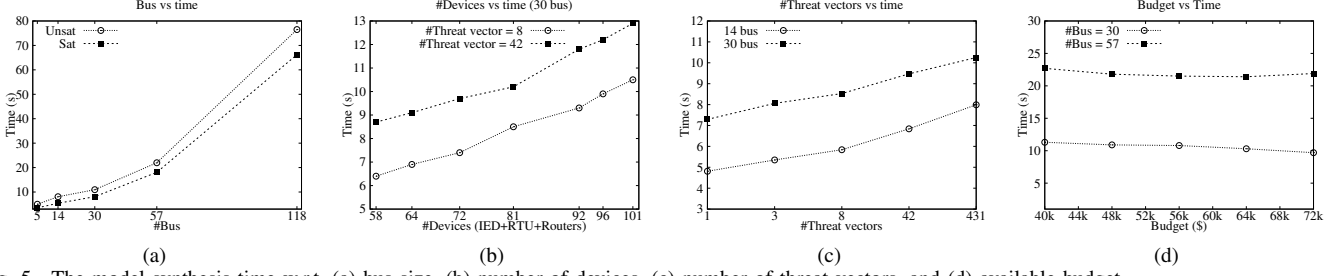 Bus vs time
80
70
60
50
40
30
20
10
Time (s)
Unsat
Sat
5 14 30 57 118
#Bus
(a)
#Devices vs time (30 bus)
13
12
11
10
9
8
7
6
5
Time (s)
#Threat vector = 8
#Threat vector = 42
58 64 72 81 92 96 101
#Devices (IED+RTU+Routers)
(b)
#Threat vectors vs time
12
11
10
9
8
7
6
5
4
3
Time (s)
14 bus
30 bus
1 3 8 42 431
#Threat vectors
(c)
Budget vs Time
30
25
20
15
10
5
Time (s)
#Bus = 30
#Bus = 57
40k 44k 48k 52k 56k 60k 64k 68k 72k
Budget ($)
(d)
5. The model synthesis time w.r.t. (a) bus size, (b) number of devices, (c) number of threat vectors, and (d) available budget